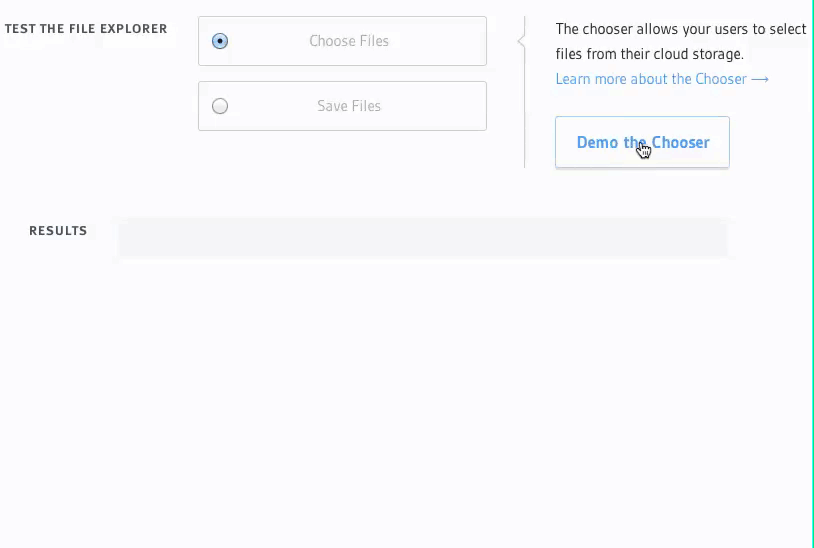 TEST THE FILE EXPLORER
Choose Files
Save Files
The chooser allows your users to select
files from their cloud storage.
Learn more about the Chooser ⟶
Demo the Chooser
RESULTS